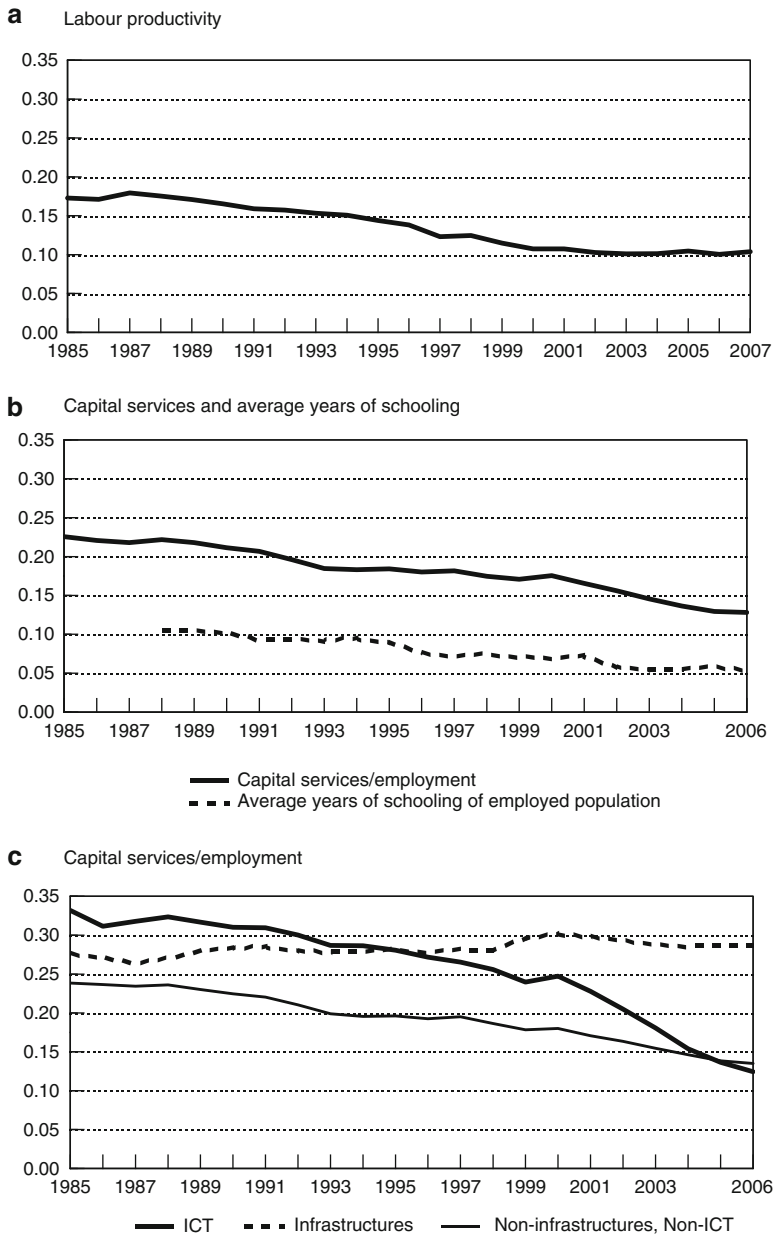 a Labour productivity
0.35
0.30
0.25
0.20
0.15
0.10
0.05
0.00
1985 1987 1989 1991 1993 1995 1997 1999 2001 2003 2005 2007
b Capital services and average years of schooling
0.35
0.30
0.25
0.20
0.15
0.10
0.05
0.00
1985 1987 1989 1991 1993 1995 1997 1999 2001 2003 2006
Capital services/employment
Average years of schooling of employed population
c Capital services/employment
0.35
0.30
0.25
0.20
0.15
0.10
0.05
0.00
1985 1987 1989 1991 1993 1995 1997 1999 2001 2003 2006
ICT Infrastructures Non-infrastructures, Non-ICT